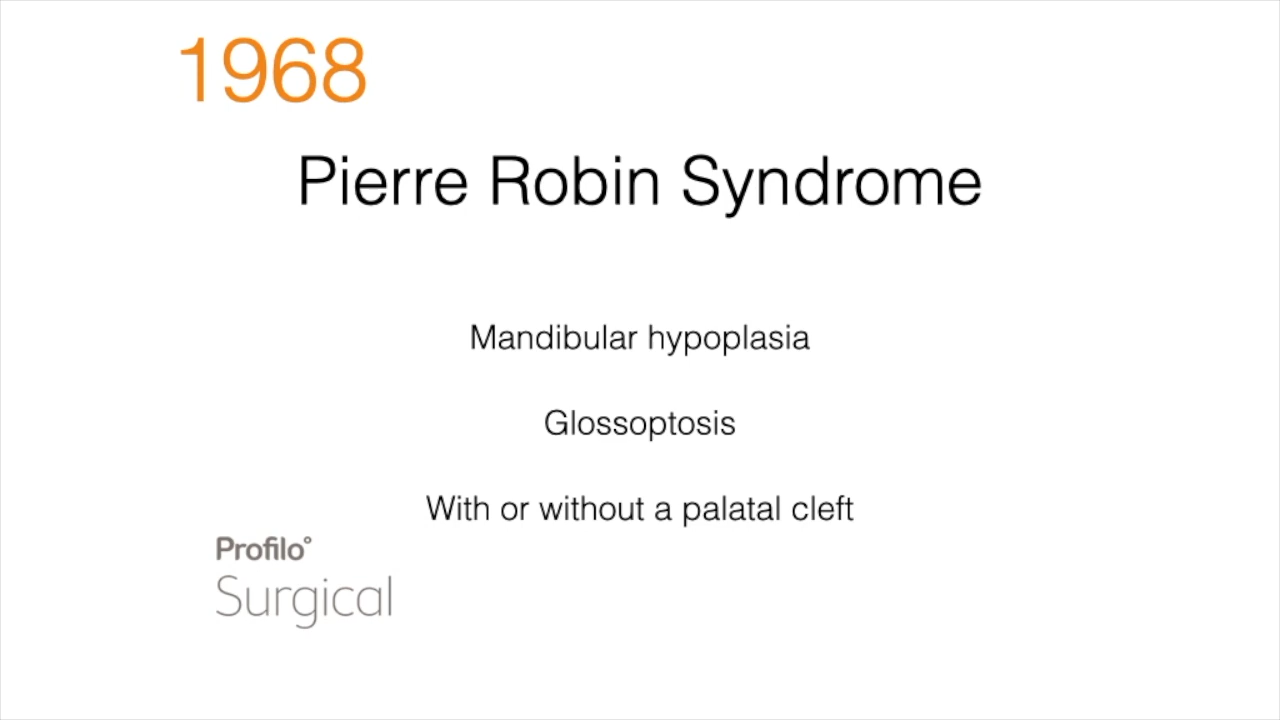 1968
Pierre Robin Syndrome
Mandibular hypoplasia
Glossoptosis
With or without a palatal cleft
Profilo°
Surgical